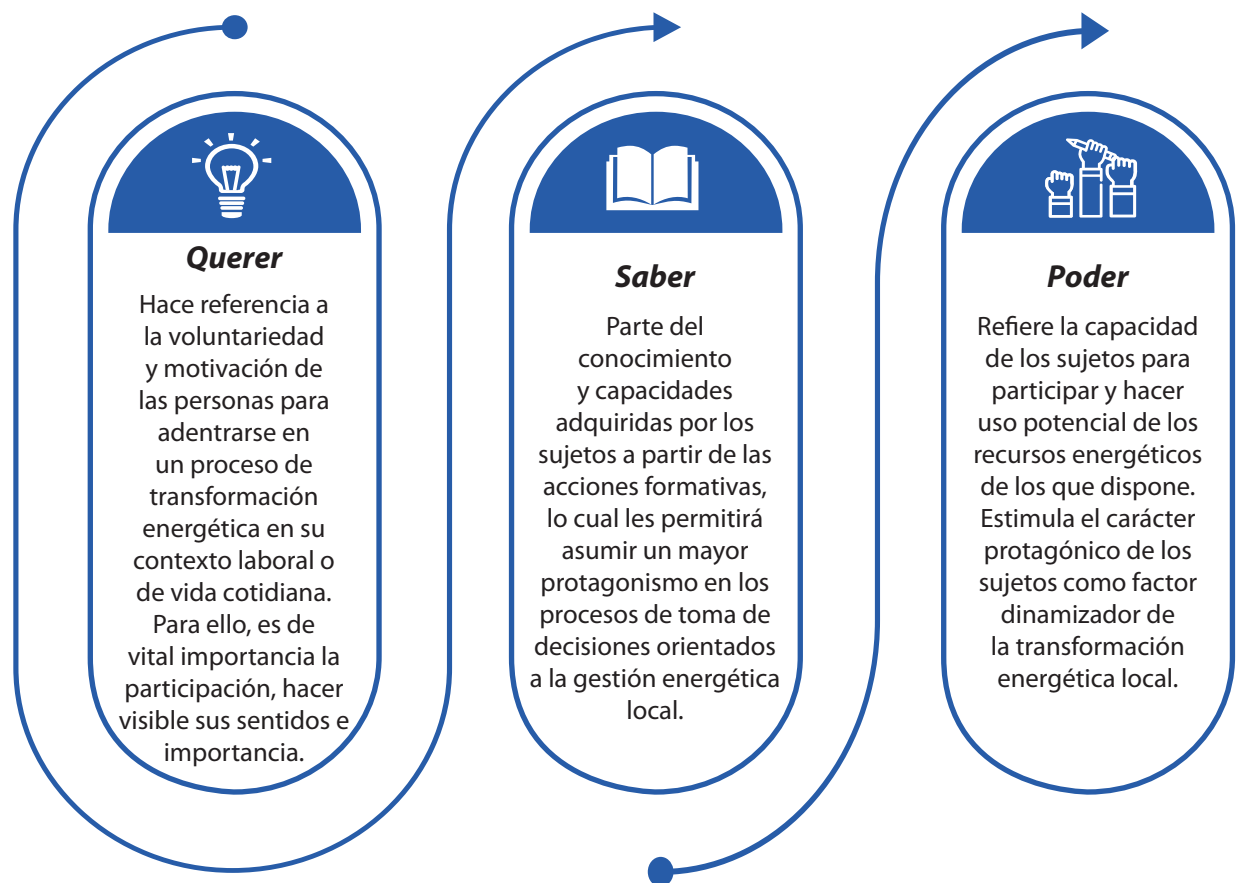 Querer
Hace referencia a
la voluntariedad
y motivación de
las personas para
adentrarse en
un proceso de
transformación
energética en su
contexto laboral o
de vida cotidiana.
Para ello, es de
vital importancia la
participación, hacer
visible sus sentidos e
importancia.
Saber
Parte del
conocimiento
y capacidades
adquiridas por los
sujetos a partir de las
acciones formativas,
lo cual les permitirá
asumir un mayor
protagonismo en los
procesos de toma de
decisiones orientados
a la gestión energética
local.
Poder
Refiere la capacidad
de los sujetos para
participar y hacer
uso potencial de los
recursos energéticos
de los que dispone.
Estimula el carácter
protagónico de los
sujetos como factor
dinamizador de
la transformación
energética local.